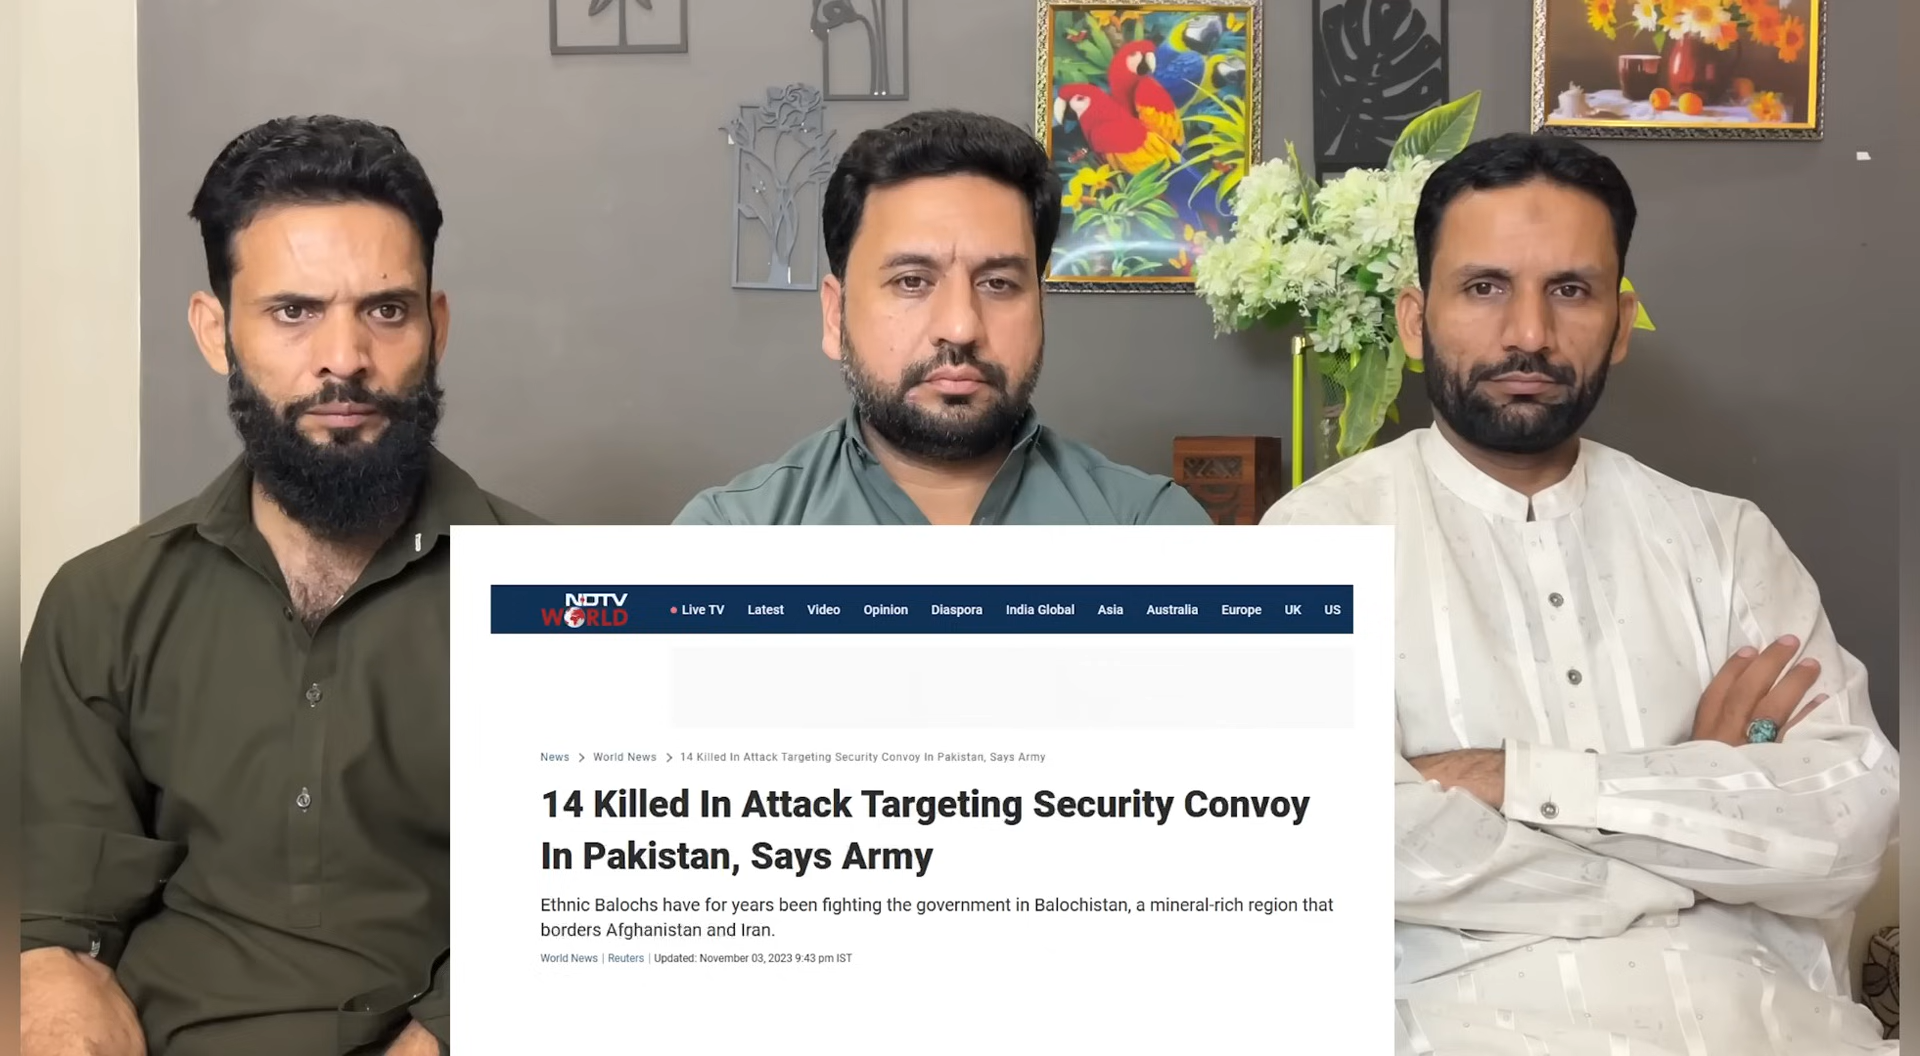 NDTV
WORLD
Live TV Latest Video Opinion Diaspora India Global Asia Australia Europe UK US
News > World News > 14 Killed In Attack Targeting Security Convoy In Pakistan, Says Army
14 Killed In Attack Targeting Security Convoy
In Pakistan, Says Army
Ethnic Balochs have for years been fighting the government in Balochistan, a mineral-rich region that
borders Afghanistan and Iran.
World News | Reuters | Updated: November 03, 2023 9:43 pm IST